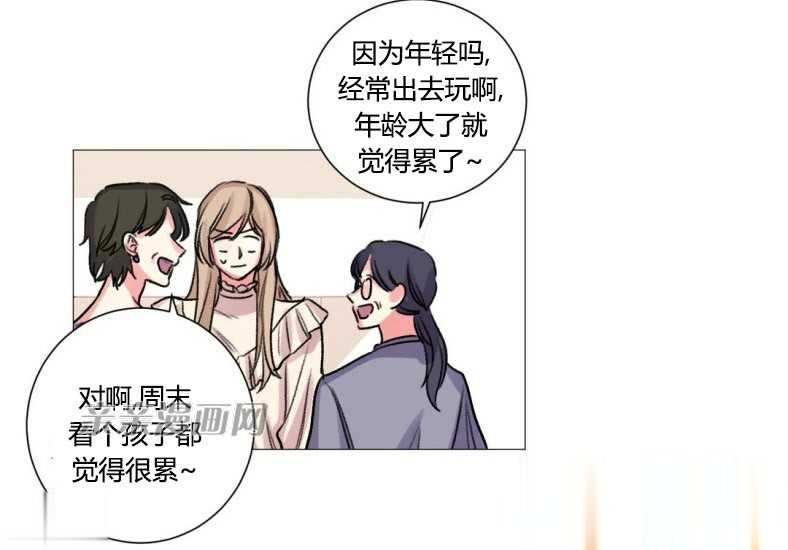 因为年轻吗,
经常出去玩啊,
年龄大了就
觉得累了~
对啊,周末
看个孩子都
觉得很累~